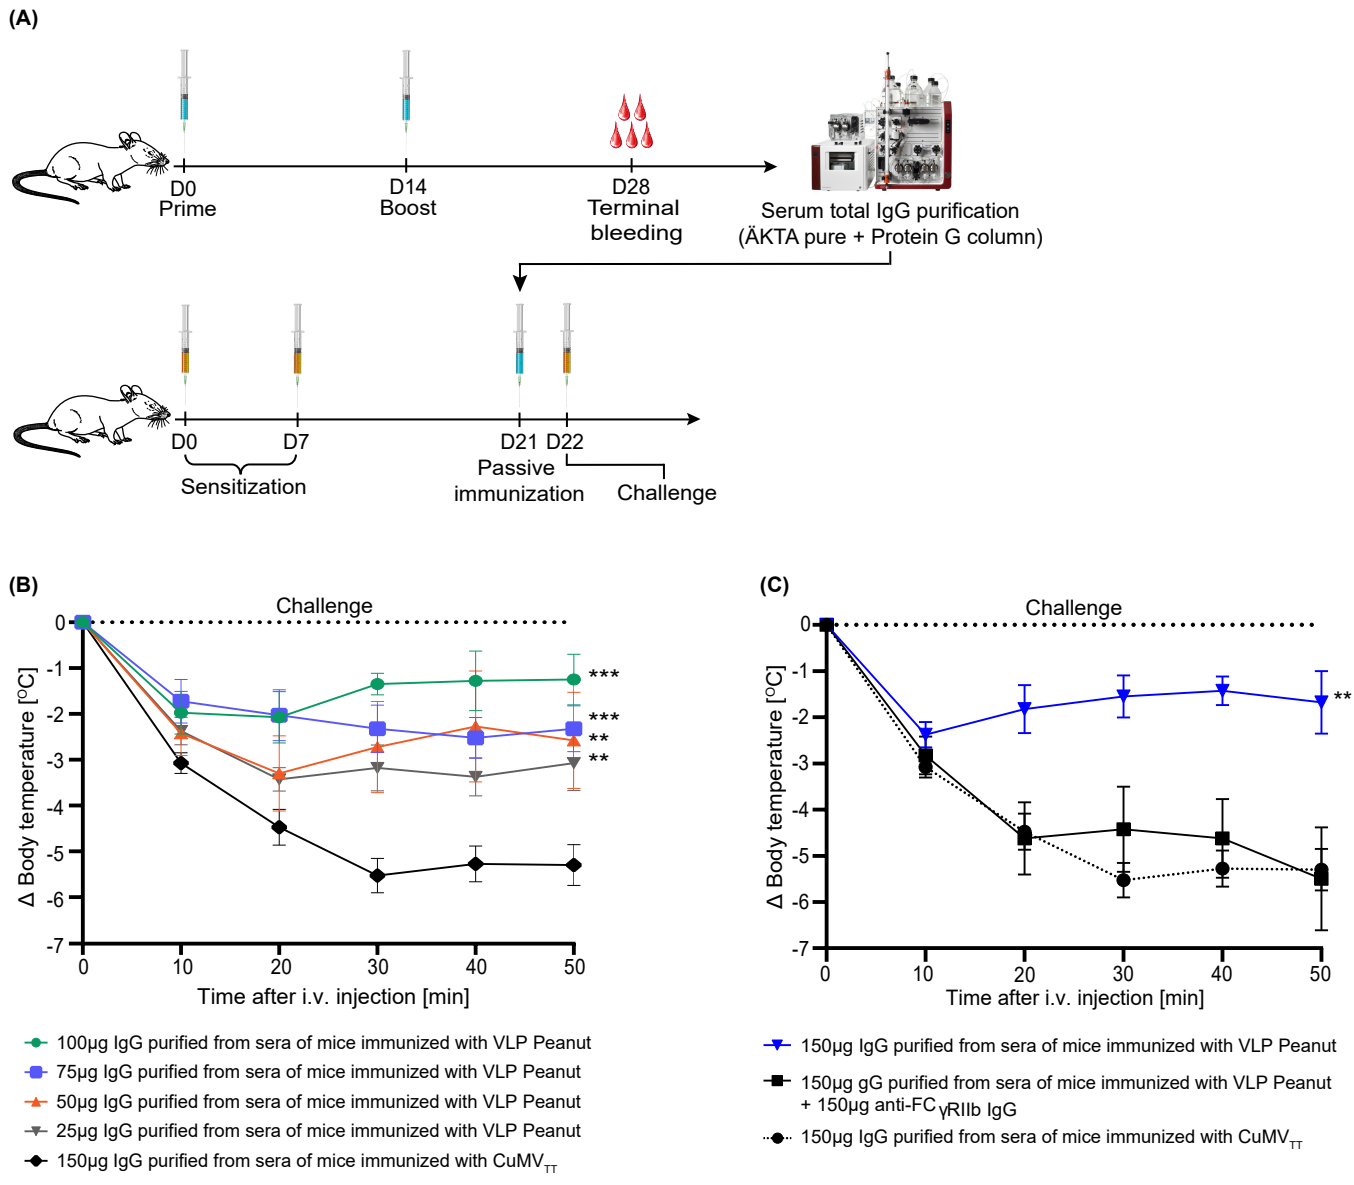 (A)
D0
Prime
D14
Boost
D28
Terminal
bleeding
Serum total IgG purification
(ÄKTA pure + Protein G column)
D0
D7
D21
D22
Sensitization
Passive
immunization
Challenge
(B)
Challenge
0
-1
-2
-3
-4
-5
-6
-7
Δ Body temperature [°C]
***
***
**
**
0
10
20
30
40
50
Time after i.v. injection [min]
100µg IgG purified from sera of mice immunized with VLP Peanut
75µg IgG purified from sera of mice immunized with VLP Peanut
50µg IgG purified from sera of mice immunized with VLP Peanut
25µg IgG purified from sera of mice immunized with VLP Peanut
150µg IgG purified from sera of mice immunized with CuMVTT
(C)
Challenge
0
-1
-2
-3
-4
-5
-6
-7
Δ Body temperature [°C]
**
0
10
20
30
40
50
Time after i.v. injection [min]
150µg IgG purified from sera of mice immunized with VLP Peanut
150µg gG purified from sera of mice immunized with VLP Peanut
+ 150µg anti-FCγRIIb IgG
150µg IgG purified from sera of mice immunized with CuMVTT